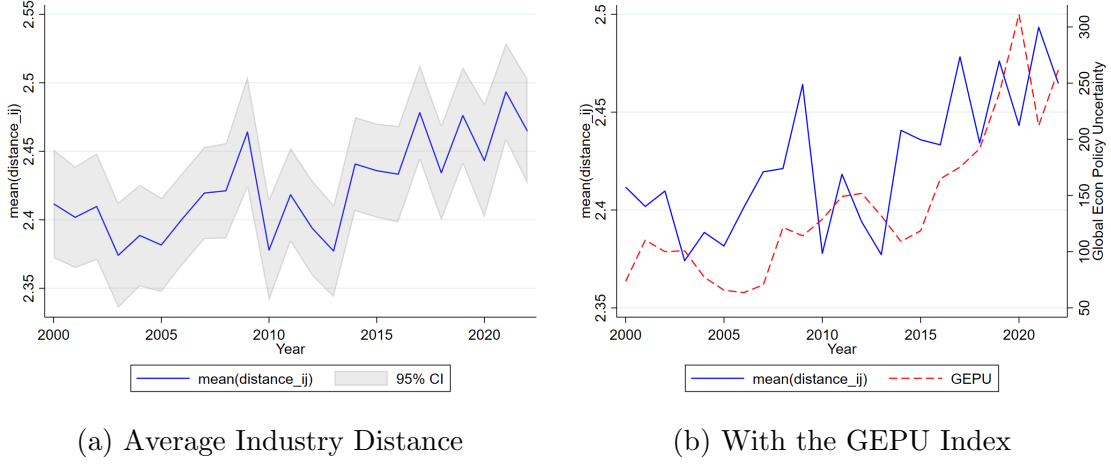 2.55
2.5
2.45
2.4
2.35
mean(distance_ij)
2000
2005
2010
2015
2020
Year
mean(distance_ij)
95% CI
(a) Average Industry Distance
2.5
2.45
2.4
2.35
mean(distance_ij)
300
250
200
150
100
50
Global Econ Policy Uncertainty
2000
2005
2010
2015
2020
Year
mean(distance_ij)
GEPU
(b) With the GEPU Index